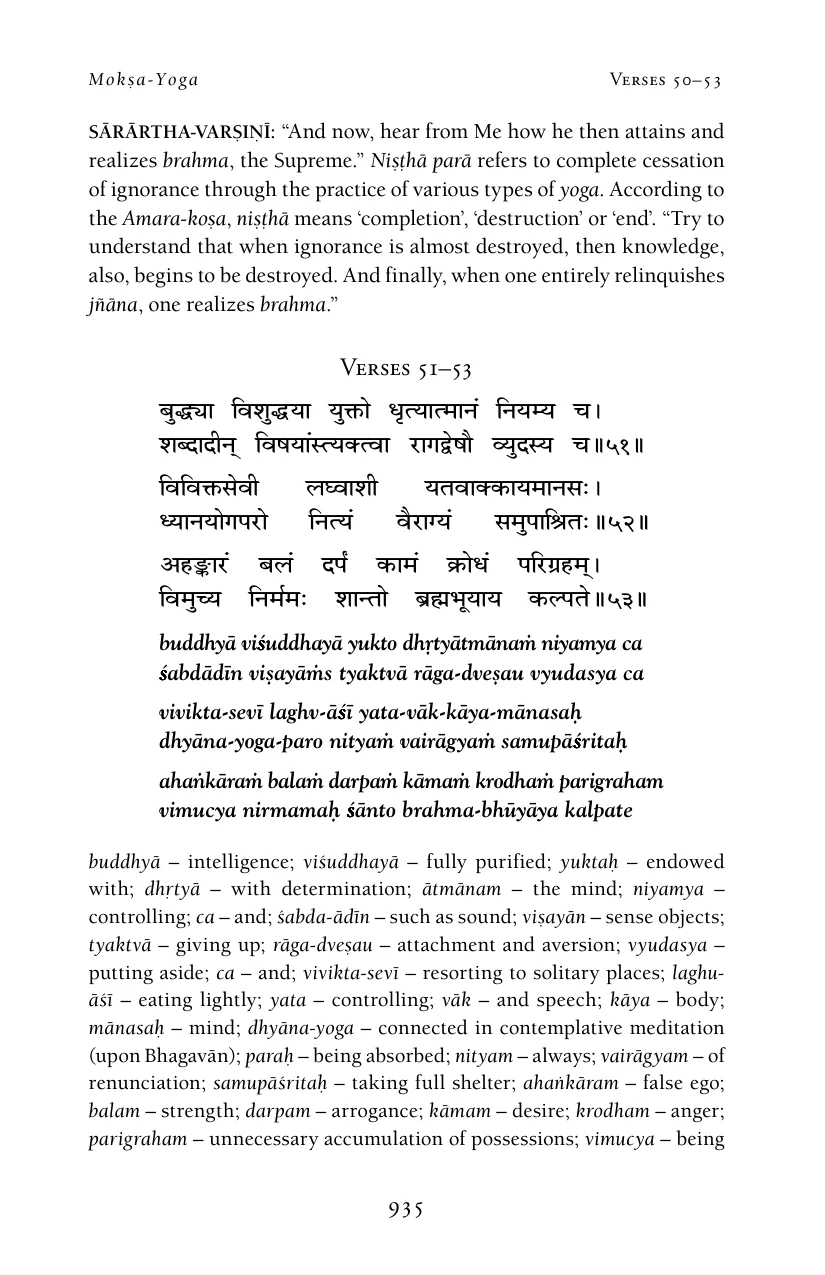 Mokṣa-Yoga
Verses 50–53
SĀRĀRTHA-VARṢIṆĪ: “And now, hear from Me how he then attains and
realizes brahma, the Supreme.” Niṣṭhā parā refers to complete cessation
of ignorance through the practice of various types of yoga. According to
the Amara-koṣa, niṣṭhā means ‘completion’, ‘destruction’ or ‘end’. “Try to
understand that when ignorance is almost destroyed, then knowledge,
also, begins to be destroyed. And finally, when one entirely relinquishes
jñāna, one realizes brahma.”
Verses 51–53
बुद्ध्या विशुद्धया युक्तो धृत्यात्मानं नियम्य च।
शब्दादीन् विषयांस्त्यक्त्वा रागद्वेषौ व्युदस्य च॥५१॥
विविक्तसेवी लघ्वाशी यतवाक्कायमानसः।
ध्यानयोगपरो नित्यं वैराग्यं समुपाश्रितः॥५२॥
अहङ्कारं बलं दर्पं कामं क्रोधं परिग्रहम्।
विमुच्य निर्ममः शान्तो ब्रह्मभूयाय कल्पते॥५३॥
buddhyā viśuddhayā yukto dhṛtyātmānaṁ niyamya ca
śabdādīn viṣayāṁs tyaktvā rāga-dveṣau vyudasya ca
vivikta-sevī laghv-āśī yata-vāk-kāya-mānasaḥ
dhyāna-yoga-paro nityaṁ vairāgyaṁ samupāśritaḥ
ahaṅkāraṁ balaṁ darpaṁ kāmaṁ krodhaṁ parigraham
vimucya nirmamaḥ śānto brahma-bhūyāya kalpate
buddhyā – intelligence; viśuddhayā – fully purified; yuktaḥ – endowed
with; dhṛtyā – with determination; ātmānam – the mind; niyamya –
controlling; ca – and; śabda-ādīn – such as sound; viṣayān – sense objects;
tyaktvā – giving up; rāga-dveṣau – attachment and aversion; vyudasya –
putting aside; ca – and; vivikta-sevī – resorting to solitary places; laghu-
āśī – eating lightly; yata – controlling; vāk – and speech; kāya – body;
mānasaḥ – mind; dhyāna-yoga – connected in contemplative meditation
(upon Bhagavān); paraḥ – being absorbed; nityam – always; vairāgyam – of
renunciation; samupāśritaḥ – taking full shelter; ahaṅkāram – false ego;
balam – strength; darpam – arrogance; kāmam – desire; krodham – anger;
parigraham – unnecessary accumulation of possessions; vimucya – being
935